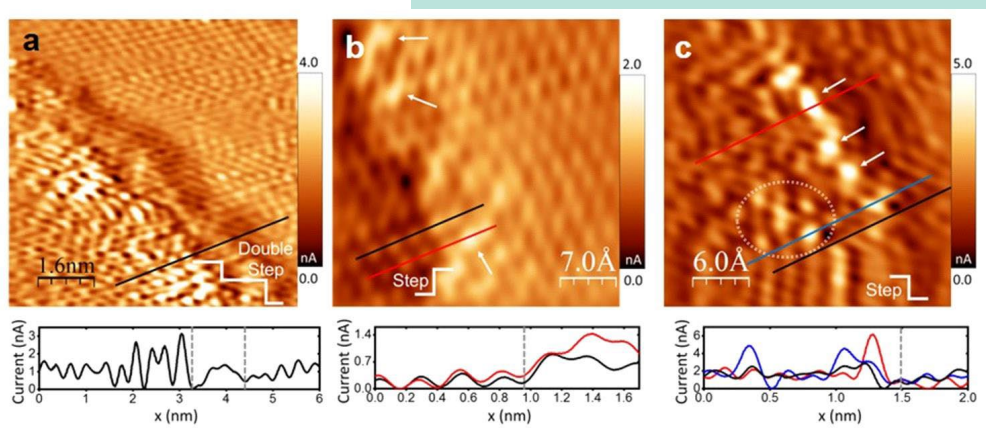 a
4.0
nA
0.0
1.6nm
Double
Step
b
2.0
nA
0.0
7.0Å
Step
c
5.0
nA
0.0
6.0Å
Step
Current (nA)
3
2
1
0
0 1 2 3 4 5 6
x (nm)
Current (nA)
1.4
0.7
0.0
0.0 0.2 0.4 0.6 0.8 1.0 1.2 1.4 1.6
x (nm)
Current (nA)
6
4
2
0
0.0 0.5 1.0 1.5 2.0
x (nm)